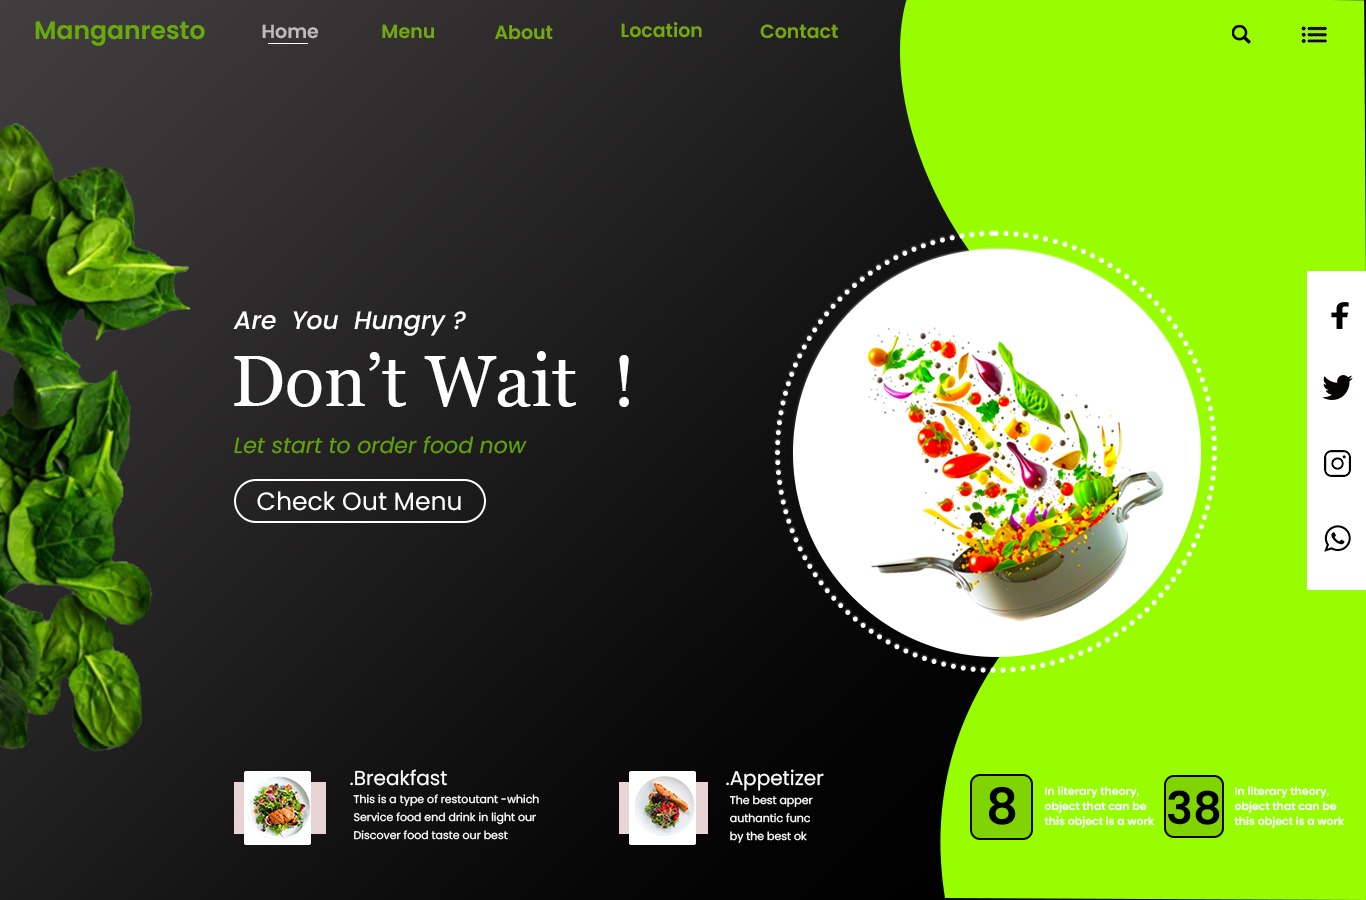 Manganresto Home Menu About Location Contact
Are You Hungry ?
Don’t Wait !
Let start to order food now
Check Out Menu
.Breakfast
This is a type of restoutant -which
Service food end drink in light our
Discover food taste our best
.Appetizer
The best apper
authantic func
by the best ok
8
In literary theory,
object that can be
this object is a work
38
In literary theory,
object that can be
this object is a work